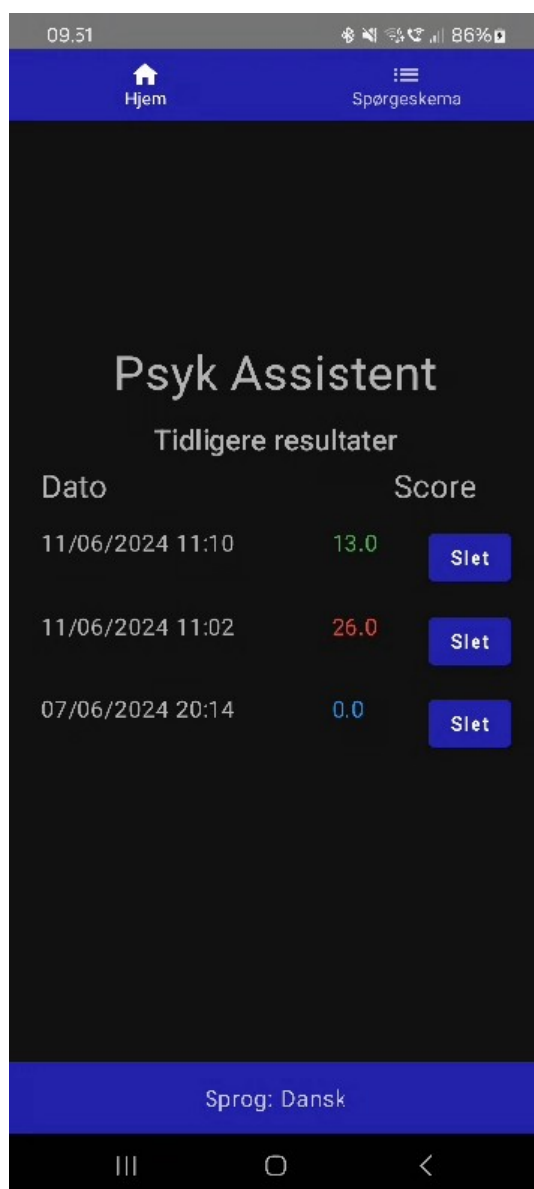 09.51 86%
Hjem Spørgeskema
Psyk Assistent
Tidligere resultater
Dato Score
11/06/2024 11:10 13.0 Slet
11/06/2024 11:02 26.0 Slet
07/06/2024 20:14 0.0 Slet
Sprog: Dansk